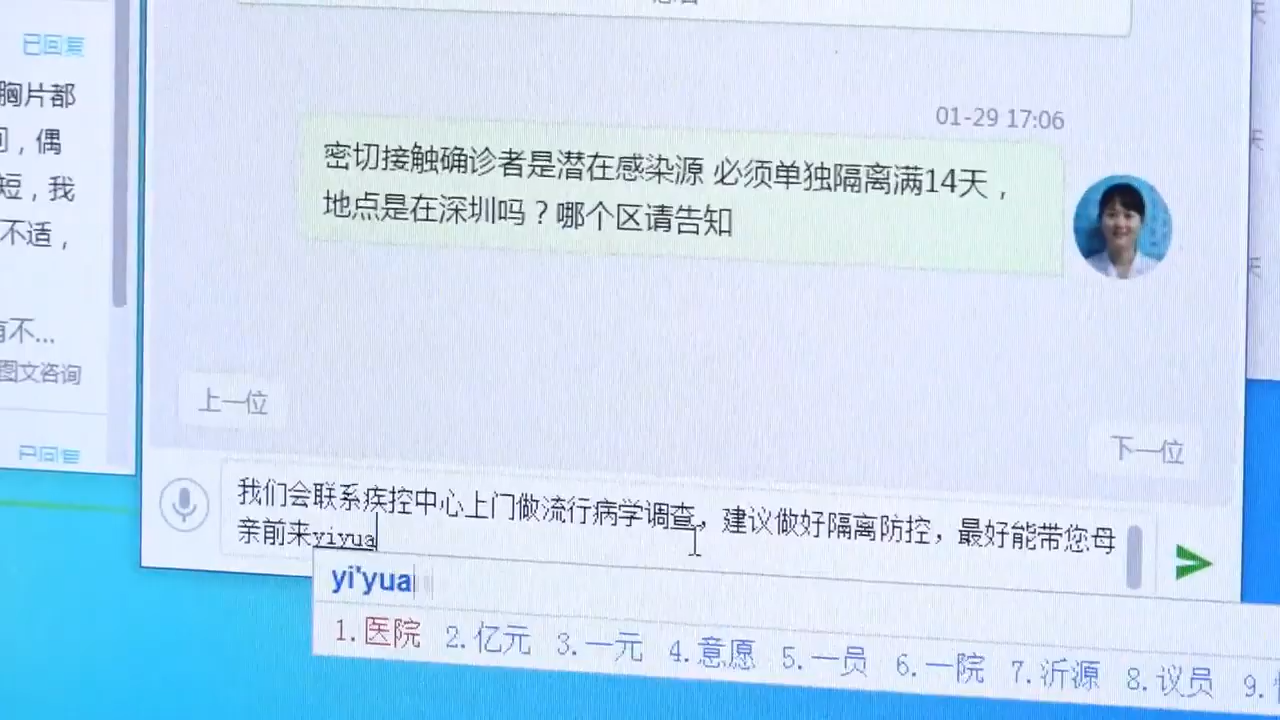 已回复
胸片都
,偶
短,我
不适,
有不...
图文咨询
已回复
01-29 17:06
密切接触确诊者是潜在感染源 必须单独隔离满14天,
地点是在深圳吗?哪个区请告知
上一位
下一位
我们会联系疾控中心上门做流行病学调查,建议做好隔离防控,最好能带您母
亲前来yiyua
yi'yua
1.医院 2.亿元 3.一元 4.意愿 5.一员 6.一院 7.沂源 8.议员 9.